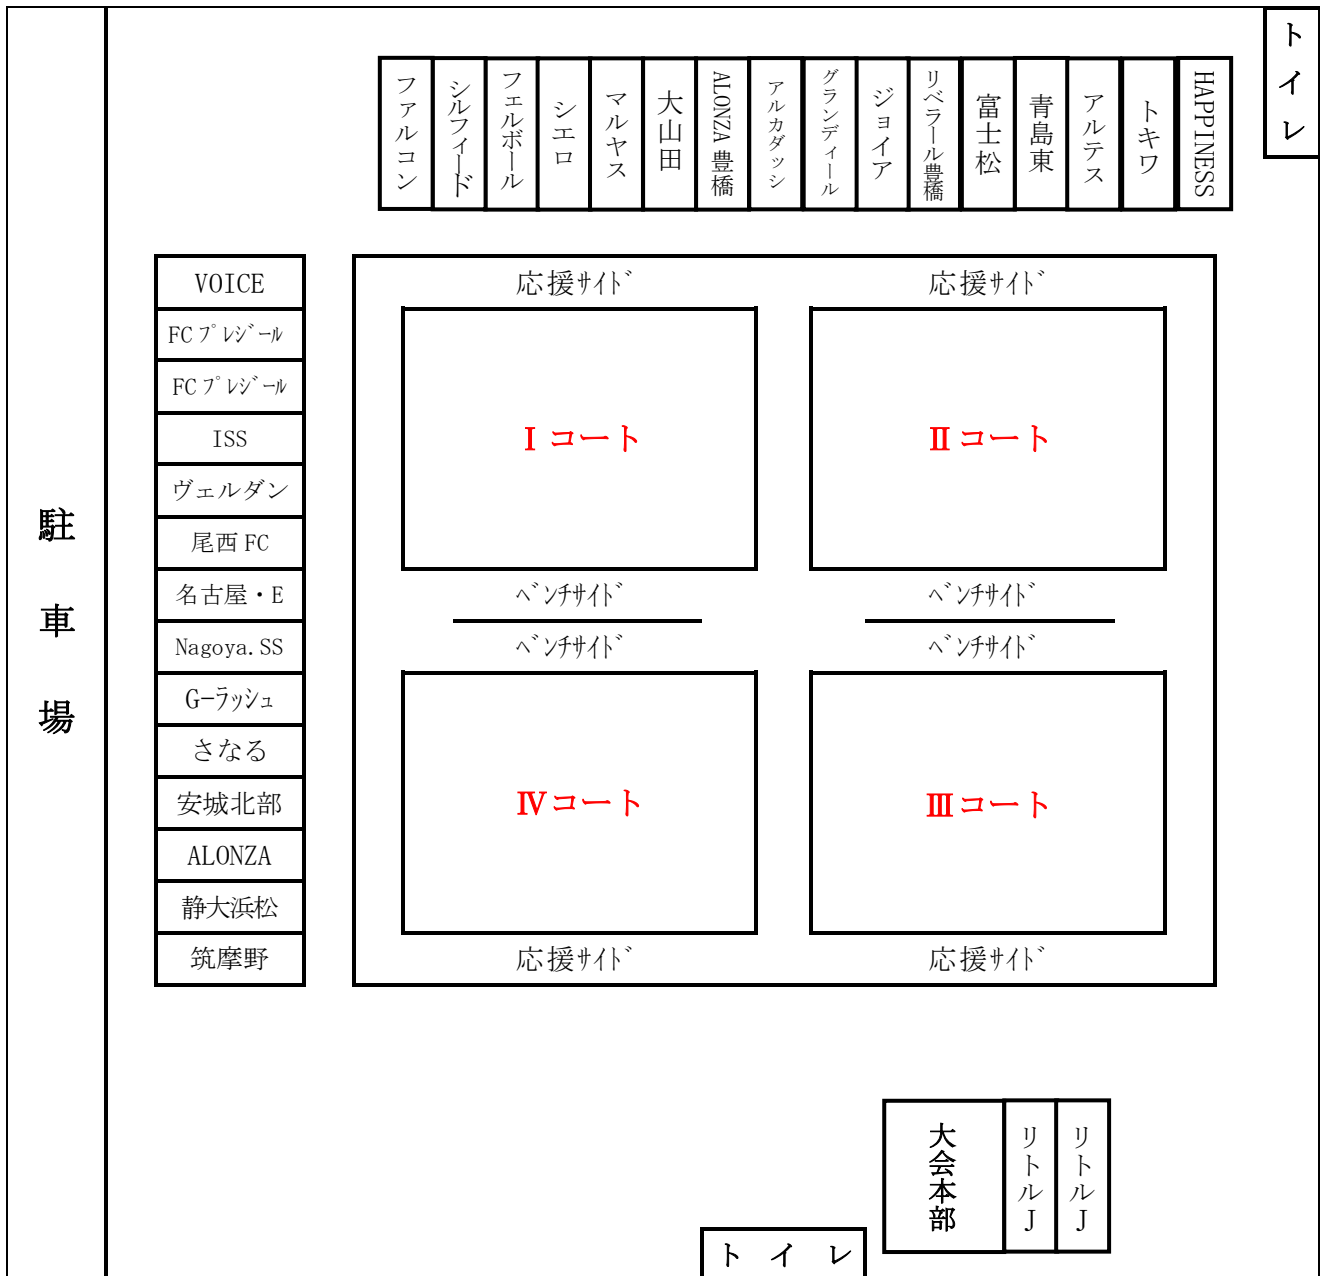 トイレ
ファルコン
シルフィード
フェルボール
シエロ
マルヤス
大山田
ALONZA 豊橋
アルカダッシ
グランディール
ジョイア
リベラール豊橋
富士松
青島東
アルテス
トキワ
HAPPINESS
駐車場
VOICE
FCﾌﾟﾚｼﾞｰﾙ
FCﾌﾟﾚｼﾞｰﾙ
ISS
ヴェルダン
尾西 FC
名古屋・E
Nagoya.SS
G-ﾗｯｼｭ
さなる
安城北部
ALONZA
静大浜松
筑摩野
応援ｻｲﾄﾞ
応援ｻｲﾄﾞ
Ⅰコート
Ⅱコート
ﾍﾞﾝﾁｻｲﾄﾞ
ﾍﾞﾝﾁｻｲﾄﾞ
ﾍﾞﾝﾁｻｲﾄﾞ
ﾍﾞﾝﾁｻｲﾄﾞ
Ⅳコート
Ⅲコート
応援ｻｲﾄﾞ
応援ｻｲﾄﾞ
大会本部
リトルJ
リトルJ
トイレ